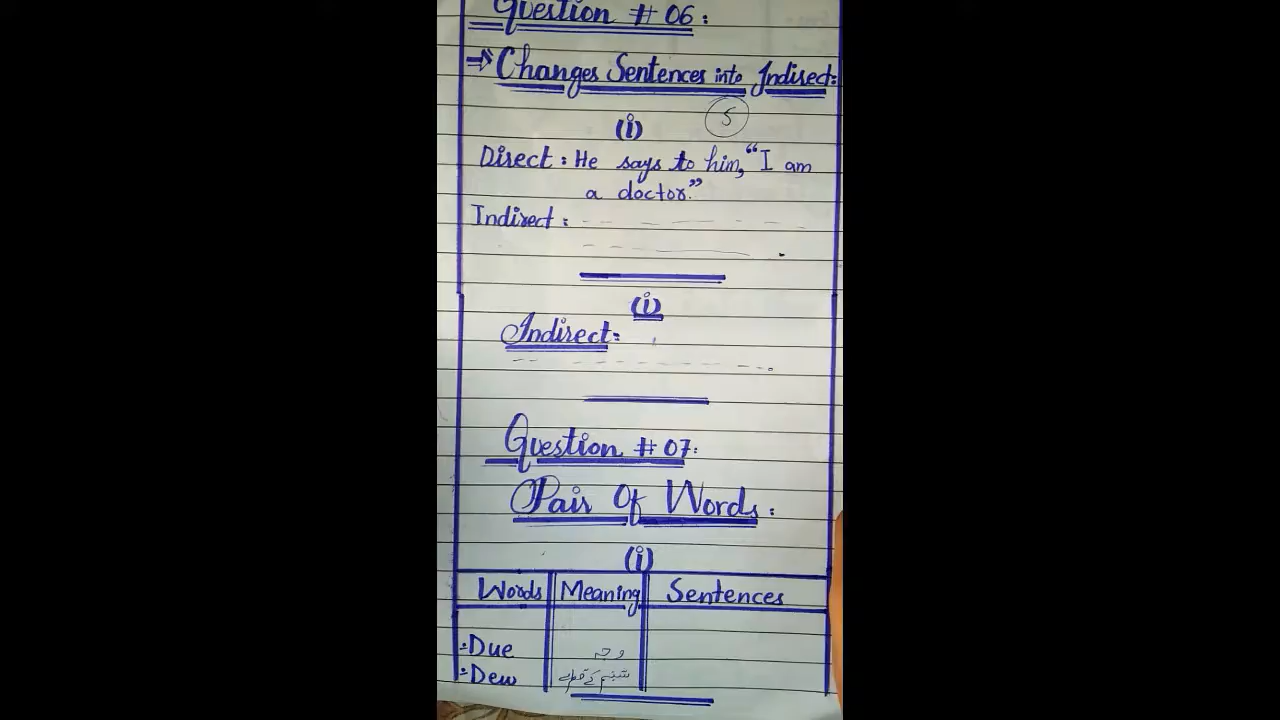 Question # 06:
⇒ Changes Sentences into Indirect:
5
(i)
Direct: He says to him, "I am
a doctor."
Indirect:
(i)
Indirect:
Question # 07:
Pair Of Words:
(i)
Words Meaning Sentences
:Due وجہ
:Dew شبنم کے قطرے